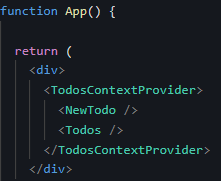 function App() {
return (
<div>
<TodosContextProvider>
<NewTodo />
<Todos />
</TodosContextProvider>
</div>